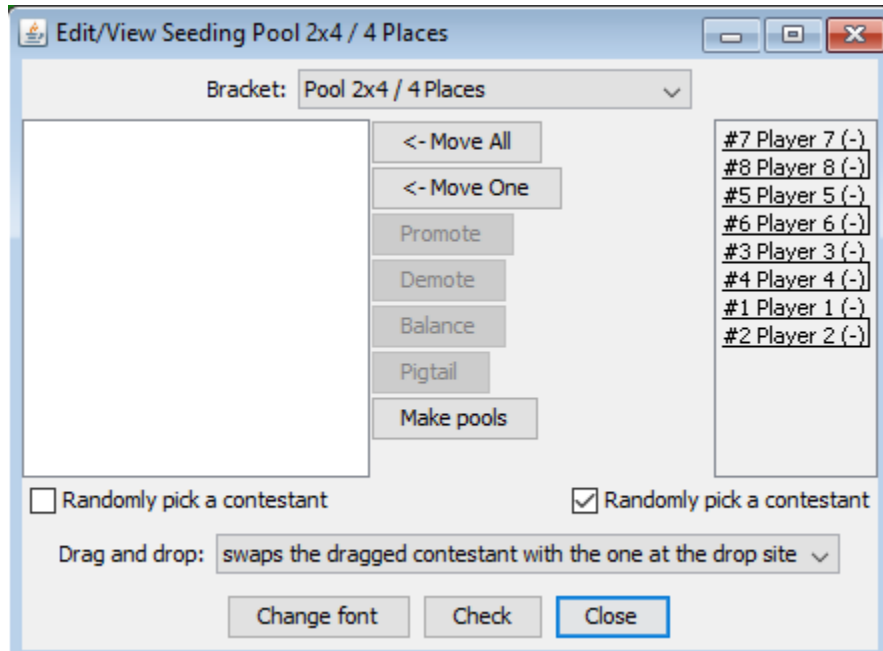 Edit/View Seeding Pool 2x4 / 4 Places
Bracket: Pool 2x4 / 4 Places
<- Move All
<- Move One
Promote
Demote
Balance
Pigtail
Make pools
#7 Player 7 (-)
#8 Player 8 (-)
#5 Player 5 (-)
#6 Player 6 (-)
#3 Player 3 (-)
#4 Player 4 (-)
#1 Player 1 (-)
#2 Player 2 (-)
Randomly pick a contestant
Randomly pick a contestant
Drag and drop: swaps the dragged contestant with the one at the drop site
Change font
Check
Close